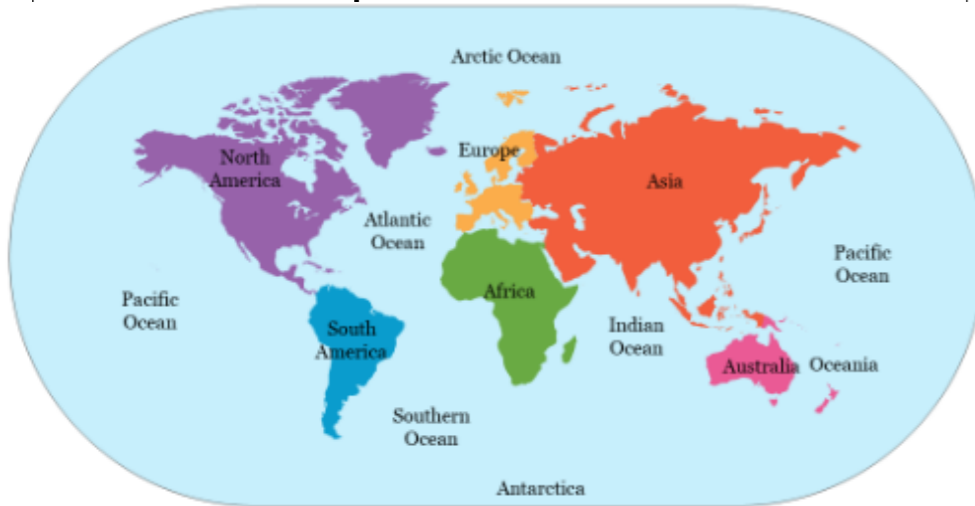 Arctic Ocean
North
America
Europe
Asia
Atlantic
Ocean
Pacific
Ocean
Pacific
Ocean
Africa
South
America
Indian
Ocean
Australia
Oceania
Southern
Ocean
Antarctica